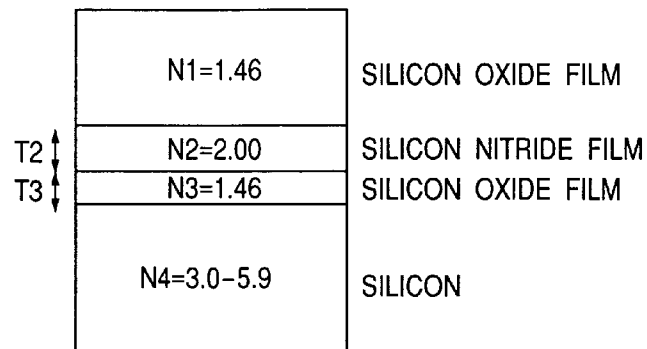 N1=1.46 SILICON OXIDE FILM
T2 N2=2.00 SILICON NITRIDE FILM
T3 N3=1.46 SILICON OXIDE FILM
N4=3.0-5.9 SILICON